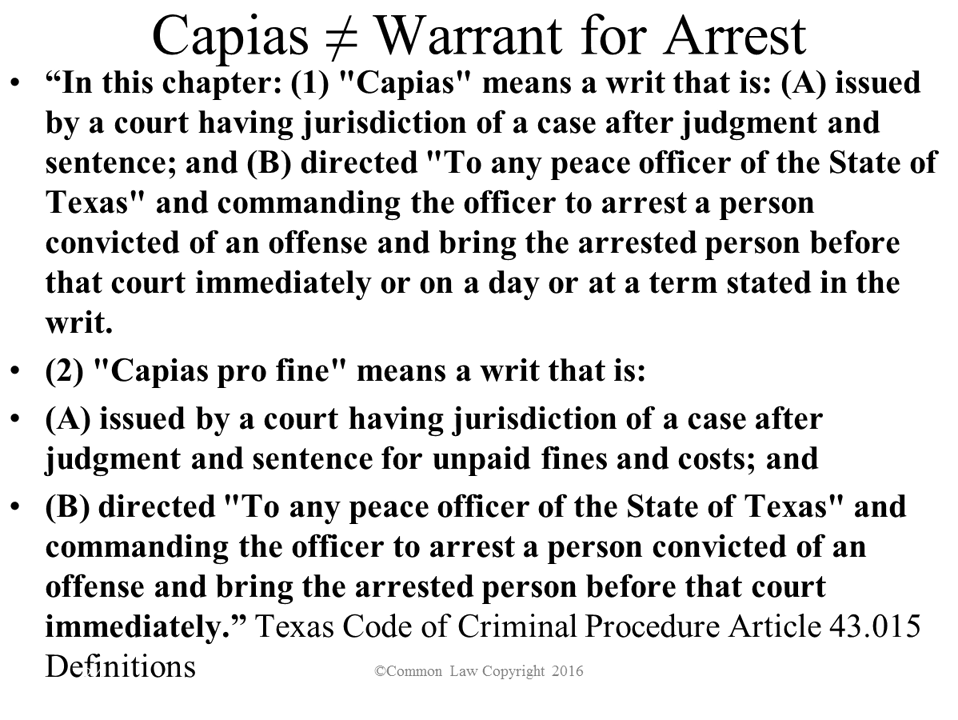 Capias ≠ Warrant for Arrest
• “In this chapter: (1) "Capias" means a writ that is: (A) issued
by a court having jurisdiction of a case after judgment and
sentence; and (B) directed "To any peace officer of the State of
Texas" and commanding the officer to arrest a person
convicted of an offense and bring the arrested person before
that court immediately or on a day or at a term stated in the
writ.
• (2) "Capias pro fine" means a writ that is:
• (A) issued by a court having jurisdiction of a case after
judgment and sentence for unpaid fines and costs; and
• (B) directed "To any peace officer of the State of Texas" and
commanding the officer to arrest a person convicted of an
offense and bring the arrested person before that court
immediately.” Texas Code of Criminal Procedure Article 43.015
Definitions
©Common Law Copyright 2016